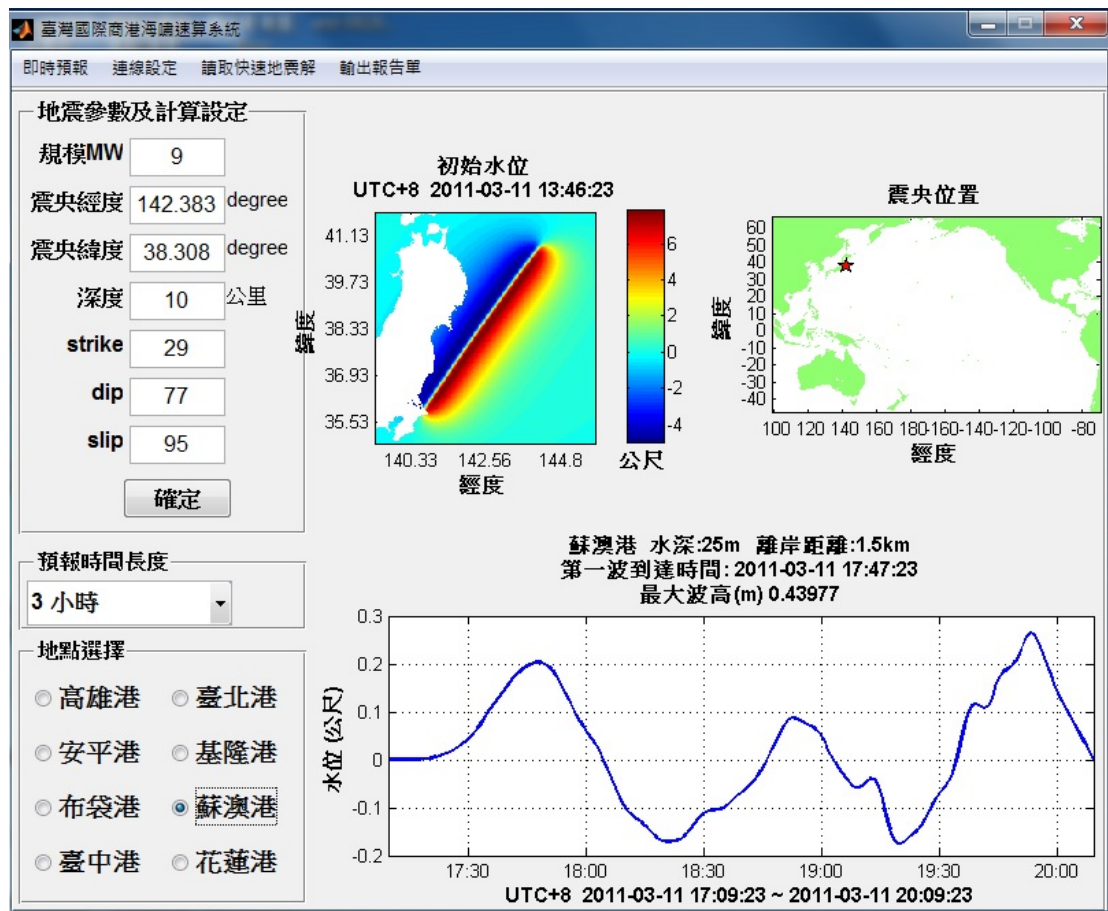 臺灣國際商港海嘯速算系統
即時預報 連線設定 讀取快速地震解 輸出報告單
地震參數及計算設定
規模MW 9
震央經度 142.383 degree
震央緯度 38.308 degree
深度 10 公里
strike 29
dip 77
slip 95
確定
預報時間長度
3 小時
地點選擇
高雄港 臺北港
安平港 基隆港
布袋港 蘇澳港
臺中港 花蓮港
初始水位
UTC+8 2011-03-11 13:46:23
41.13
39.73
38.33
36.93
35.53
緯度
140.33 142.56 144.8
經度
6
4
2
0
-2
-4
公尺
震央位置
60
50
40
30
20
10
0
-10
-20
-30
-40
緯度
100 120 140 160 180-160-140-120-100 -80
經度
蘇澳港 水深:25m 離岸距離:1.5km
第一波到達時間: 2011-03-11 17:47:23
最大波高(m) 0.43977
0.3
0.2
0.1
0
-0.1
-0.2
水位 (公尺)
17:30 18:00 18:30 19:00 19:30 20:00
UTC+8 2011-03-11 17:09:23 ~ 2011-03-11 20:09:23